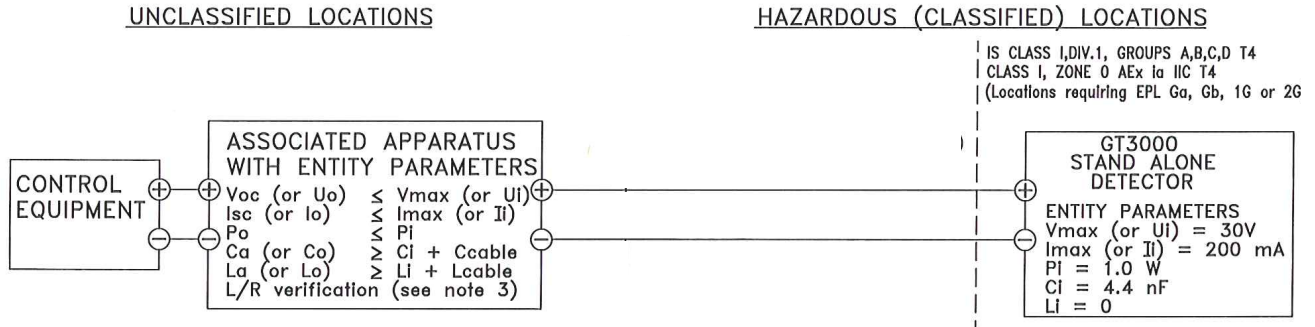 UNCLASSIFIED LOCATIONS
HAZARDOUS (CLASSIFIED) LOCATIONS
IS CLASS I,DIV.1, GROUPS A,B,C,D T4
CLASS I, ZONE 0 AEx ia IIC T4
(Locations requiring EPL Ga, Gb, 1G or 2G
CONTROL
EQUIPMENT
+
−
ASSOCIATED APPARATUS
WITH ENTITY PARAMETERS
+ Voc (or Uo) ≤ Vmax (or Ui) +
Isc (or Io) ≤ Imax (or Ii)
− Po ≤ Pi −
Ca (or Co) ≥ Ci + Ccable
La (or Lo) ≥ Li + Lcable
L/R verification (see note 3)
GT3000
STAND ALONE
DETECTOR
+
−
ENTITY PARAMETERS
Vmax (or Ui) = 30V
Imax (or Ii) = 200 mA
Pi = 1.0 W
Ci = 4.4 nF
Li = 0